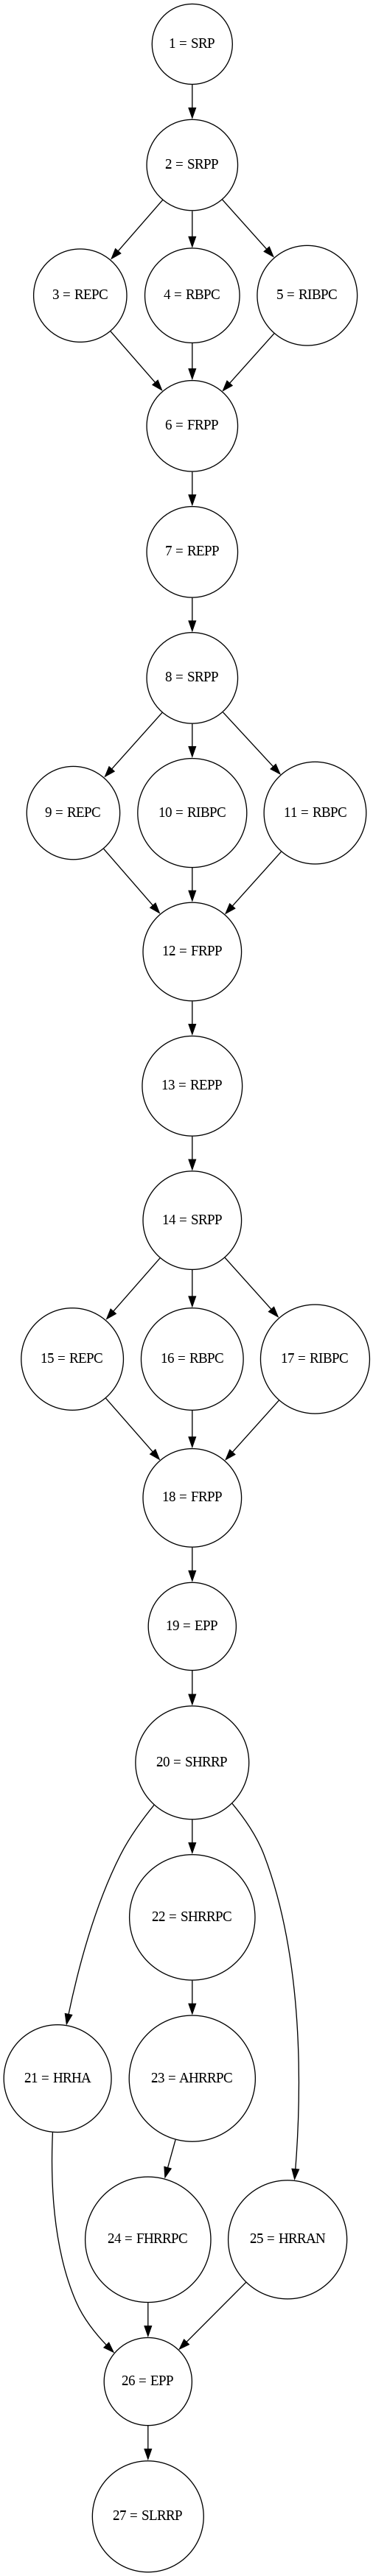 1 = SRP
2 = SRPP
3 = REPC
4 = RBPC
5 = RIBPC
6 = FRPP
7 = REPP
8 = SRPP
9 = REPC
10 = RIBPC
11 = RBPC
12 = FRPP
13 = REPP
14 = SRPP
15 = REPC
16 = RBPC
17 = RIBPC
18 = FRPP
19 = EPP
20 = SHRRP
22 = SHRRPC
21 = HRHA
23 = AHRRPC
24 = FHRRPC
25 = HRRAN
26 = EPP
27 = SLRRP